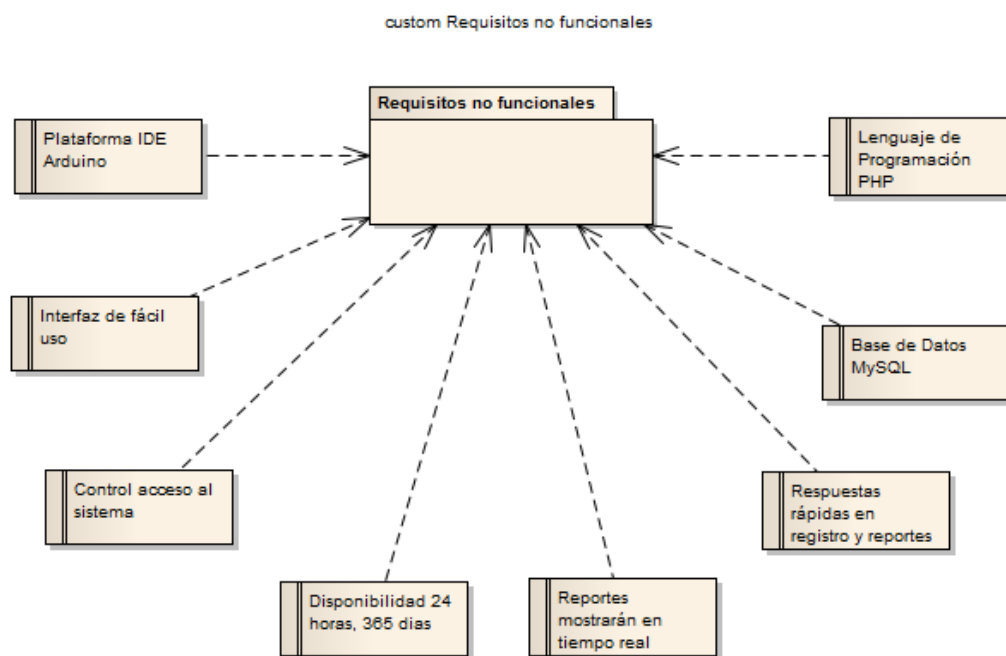 custom Requisitos no funcionales
Requisitos no funcionales
Plataforma IDE
Arduino
Lenguaje de
Programación
PHP
Interfaz de fácil
uso
Base de Datos
MySQL
Control acceso al
sistema
Respuestas
rápidas en
registro y reportes
Disponibilidad 24
horas, 365 dias
Reportes
mostrarán en
tiempo real